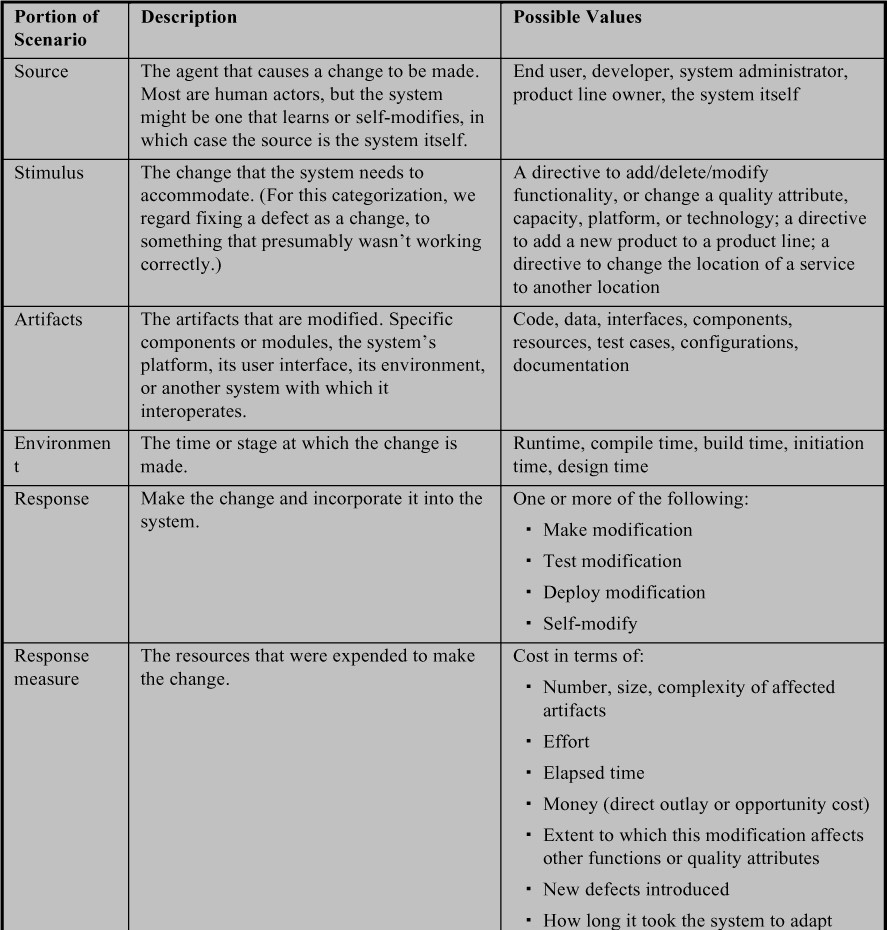 Portion of Scenario | Description | Possible Values
Source
The agent that causes a change to be made.
Most are human actors, but the system
might be one that learns or self-modifies, in
which case the source is the system itself.
End user, developer, system administrator,
product line owner, the system itself
Stimulus
The change that the system needs to
accommodate. (For this categorization, we
regard fixing a defect as a change, to
something that presumably wasn’t working
correctly.)
A directive to add/delete/modify
functionality, or change a quality attribute,
capacity, platform, or technology; a directive
to add a new product to a product line; a
directive to change the location of a service
to another location
Artifacts
The artifacts that are modified. Specific
components or modules, the system’s
platform, its user interface, its environment,
or another system with which it
interoperates.
Code, data, interfaces, components,
resources, test cases, configurations,
documentation
Environmen
t
The time or stage at which the change is
made.
Runtime, compile time, build time, initiation
time, design time
Response
Make the change and incorporate it into the
system.
One or more of the following:
▪ Make modification
▪ Test modification
▪ Deploy modification
▪ Self-modify
Response
measure
The resources that were expended to make
the change.
Cost in terms of:
▪ Number, size, complexity of affected
artifacts
▪ Effort
▪ Elapsed time
▪ Money (direct outlay or opportunity cost)
▪ Extent to which this modification affects
other functions or quality attributes
▪ New defects introduced
▪ How long it took the system to adapt